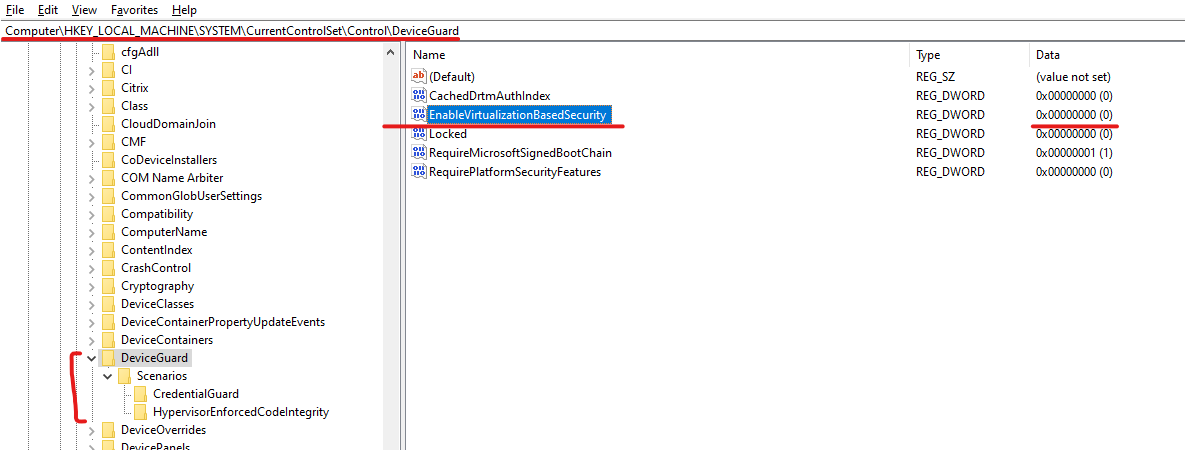 File Edit View Favorites Help
Computer\HKEY_LOCAL_MACHINE\SYSTEM\CurrentControlSet\Control\DeviceGuard
cfgAdll
CI
Citrix
Class
CloudDomainJoin
CMF
CoDeviceInstallers
COM Name Arbiter
CommonGlobUserSettings
Compatibility
ComputerName
ContentIndex
CrashControl
Cryptography
DeviceClasses
DeviceContainerPropertyUpdateEvents
DeviceContainers
DeviceGuard
Scenarios
CredentialGuard
HypervisorEnforcedCodeIntegrity
DeviceOverrides
DevicePanels
Name Type Data
ab (Default) REG_SZ (value not set)
CachedDrtmAuthIndex REG_DWORD 0x00000000 (0)
EnableVirtualizationBasedSecurity REG_DWORD 0x00000000 (0)
Locked REG_DWORD 0x00000000 (0)
RequireMicrosoftSignedBootChain REG_DWORD 0x00000001 (1)
RequirePlatformSecurityFeatures REG_DWORD 0x00000000 (0)